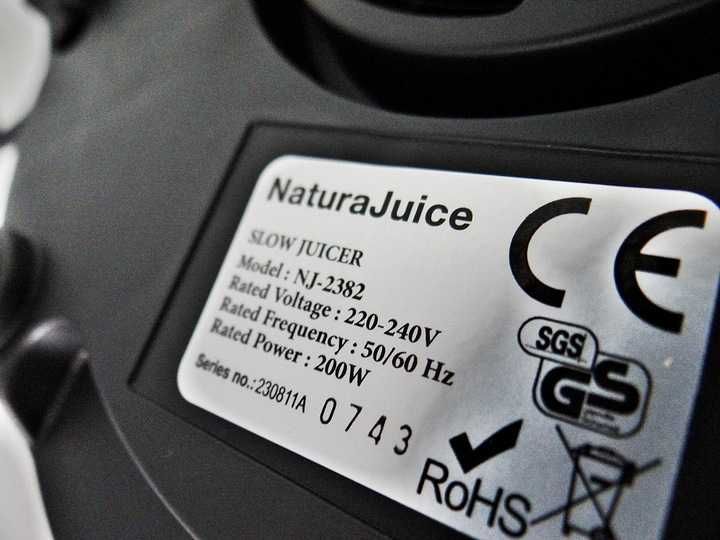 NaturaJuice
SLOW JUICER
Model : NJ-2382
Rated Voltage : 220-240V
Rated Frequency : 50/60 Hz
Rated Power : 200W
Series no.:230811A 0743
CE
SGS
GS
RoHS